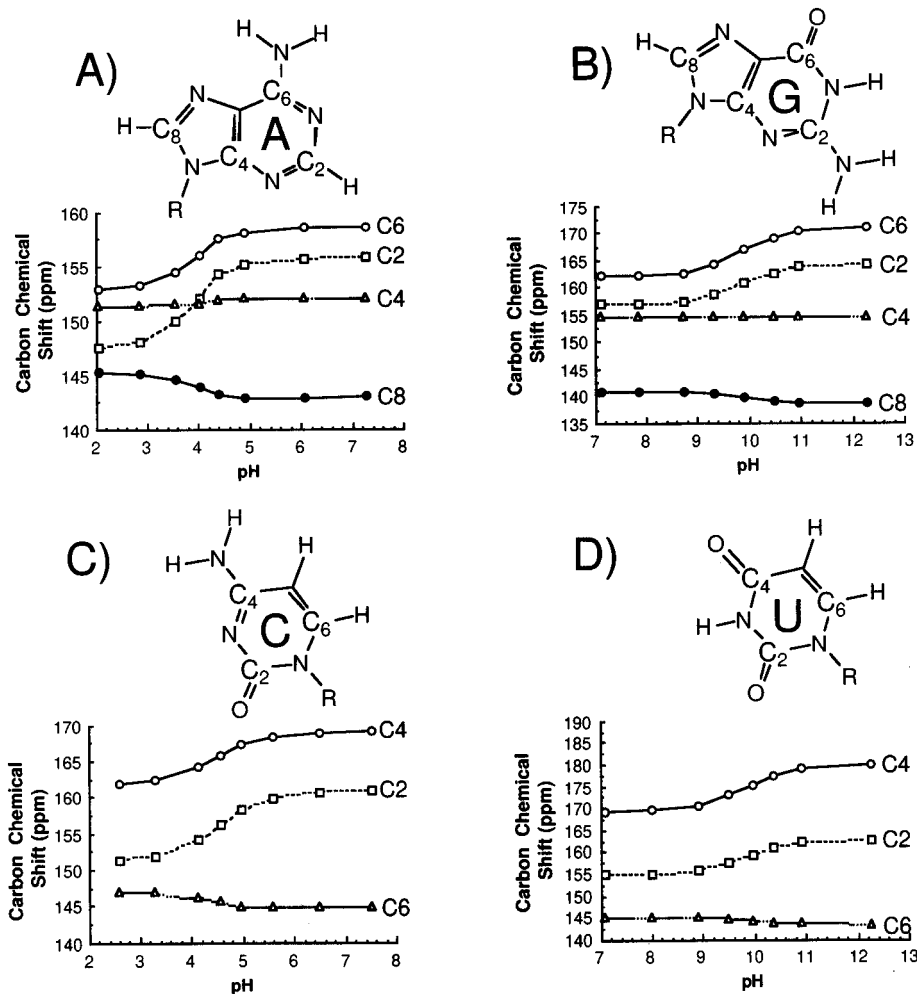 A)
H
H
N
C6
N
N
A
H
C8
C4
C2
N
N
H
R
160
155
150
145
140
Carbon Chemical
Shift (ppm)
C6
C2
C4
C8
2 3 4 5 6 7 8
pH
B)
O
H
N
C6
C8
G
N
H
N
C4
R
N
C2
N
H
H
175
170
165
160
155
150
145
140
135
Carbon Chemical
Shift (ppm)
C6
C2
C4
C8
7 8 9 10 11 12 13
pH
C)
H
H
N
H
C4
N
C
C6
H
C2
N
O
R
170
165
160
155
150
145
140
Carbon Chemical
Shift (ppm)
C4
C2
C6
2 3 4 5 6 7 8
pH
D)
O
H
C4
H
C6
U
H
N
C2
N
O
R
190
185
180
175
170
165
160
155
150
145
140
Carbon Chemical
Shift (ppm)
C4
C2
C6
7 8 9 10 11 12 13
pH